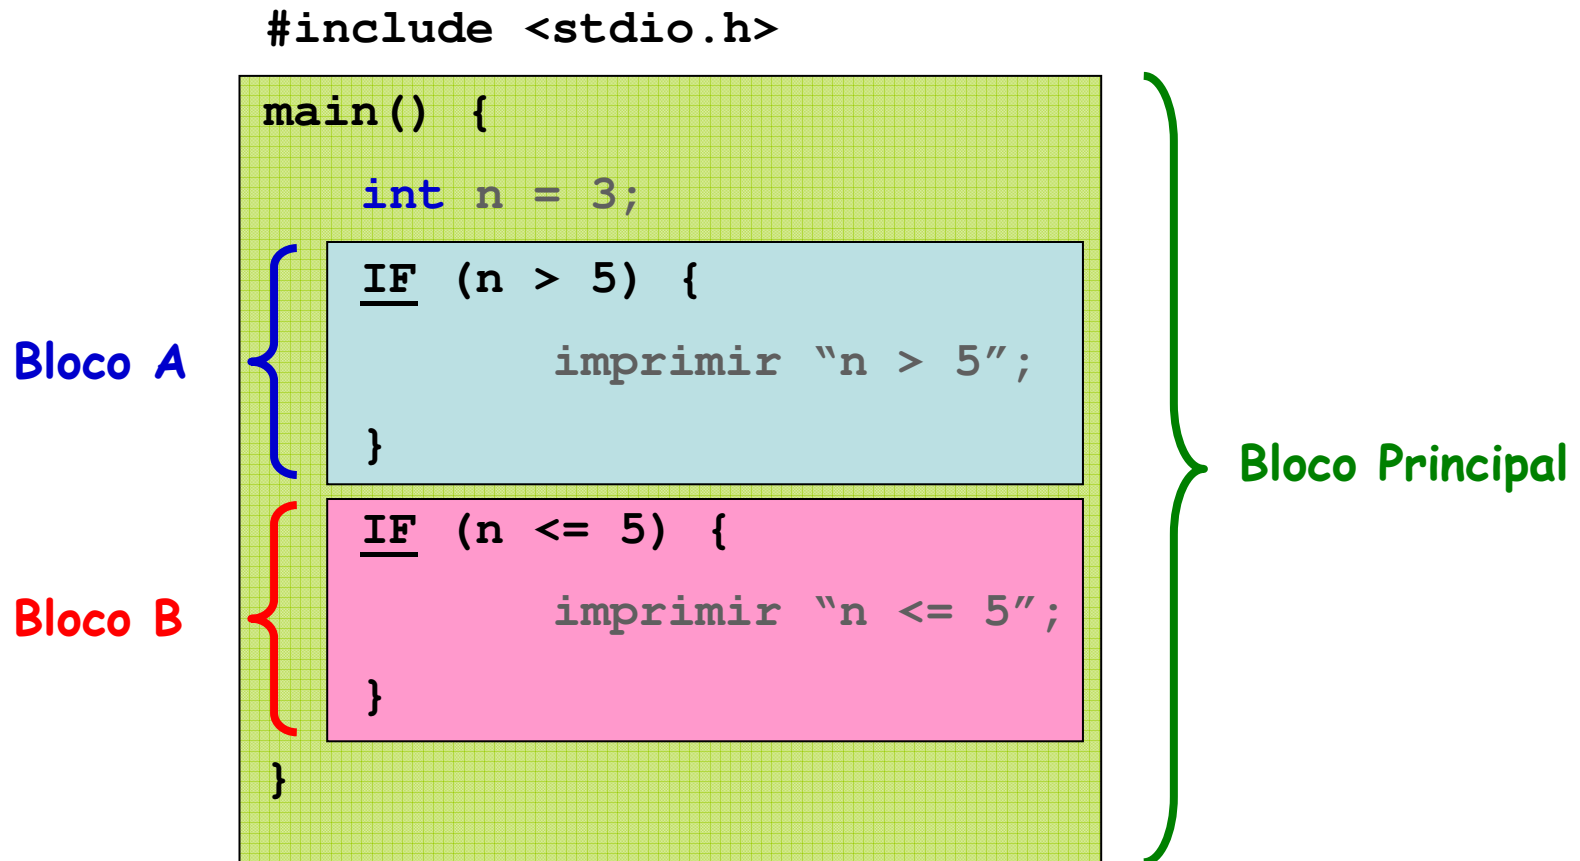 #include <stdio.h>
main() {
int n = 3;
IF (n > 5) {
Bloco A
imprimir “n > 5”;
}
Bloco Principal
IF (n <= 5) {
Bloco B
imprimir “n <= 5”;
}
}